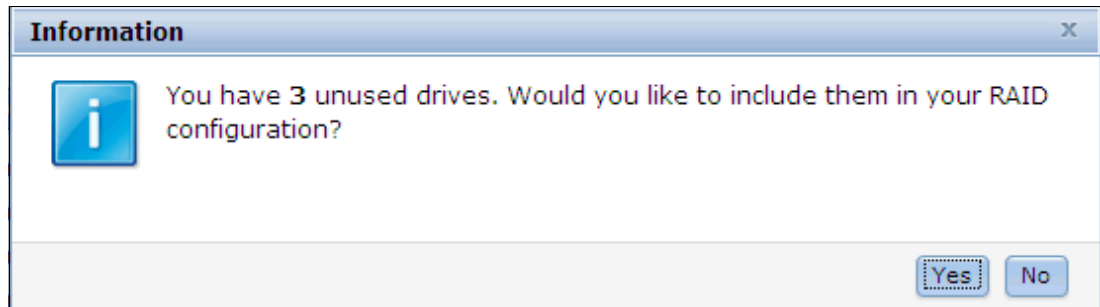 Information
x
You have 3 unused drives. Would you like to include them in your RAID
configuration?
Yes
No